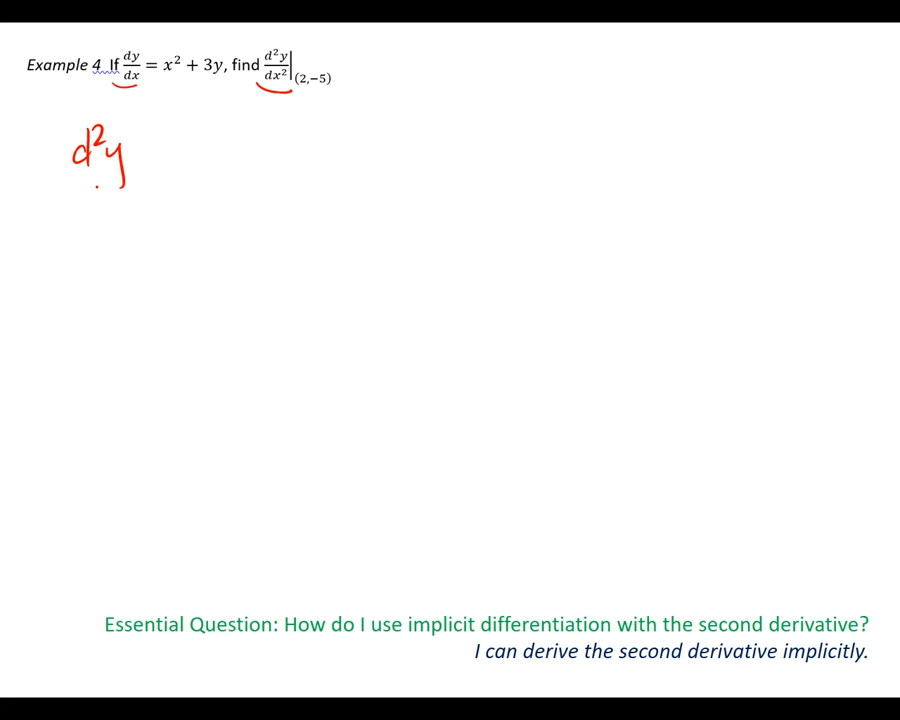 Example 4 If dy/dx = x² + 3y, find d²y/dx²|(2,−5)
d²y
Essential Question: How do I use implicit differentiation with the second derivative?
I can derive the second derivative implicitly.